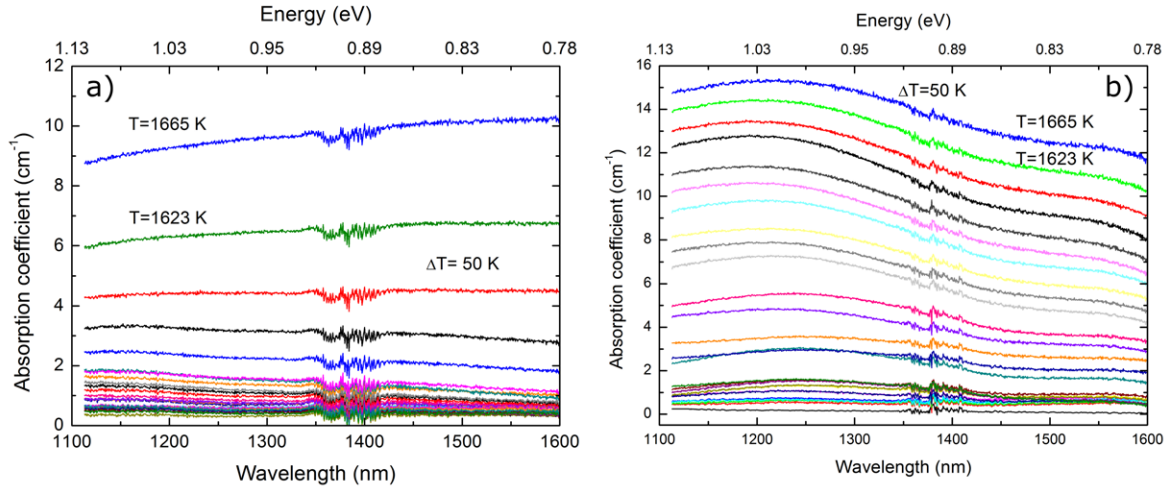 Energy (eV)
1.13 1.03 0.95 0.89 0.83 0.78
a)
T=1665 K
T=1623 K
ΔT= 50 K
12
10
8
6
4
2
0
Absorption coefficient (cm⁻¹)
1100 1200 1300 1400 1500 1600
Wavelength (nm)
Energy (eV)
1.13 1.03 0.95 0.89 0.83 0.78
b)
ΔT=50 K
T=1665 K
T=1623 K
16
14
12
10
8
6
4
2
0
Absorption coefficient (cm⁻¹)
1100 1200 1300 1400 1500 1600
Wavelength (nm)